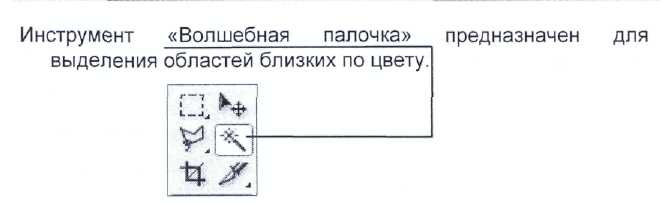 Инструмент «Волшебная палочка» предназначен для
выделения областей близких по цвету.